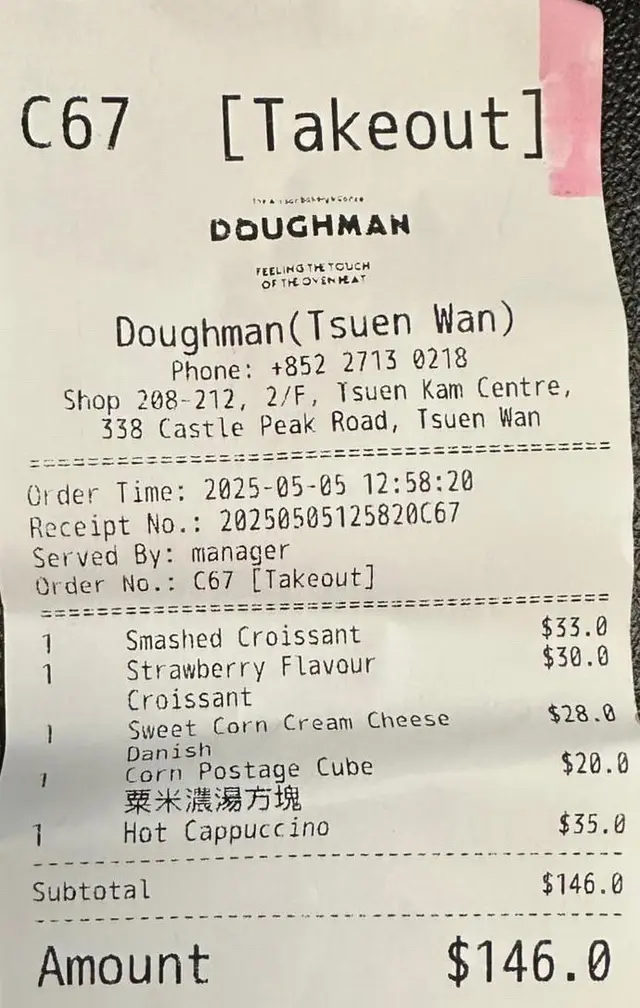 C67 [Takeout]
DOUGHMAN
FEELING THE TOUCH
OF THE OVEN HEAT
Doughman(Tsuen Wan)
Phone: +852 2713 0218
Shop 208-212, 2/F, Tsuen Kam Centre,
338 Castle Peak Road, Tsuen Wan
Order Time: 2025-05-05 12:58:20
Receipt No.: 20250505125820C67
Served By: manager
Order No.: C67 [Takeout]
1 Smashed Croissant $33.0
1 Strawberry Flavour $30.0
Croissant
1 Sweet Corn Cream Cheese $28.0
Danish
1 Corn Postage Cube $20.0
粟米濃湯方塊
1 Hot Cappuccino $35.0
Subtotal $146.0
Amount $146.0